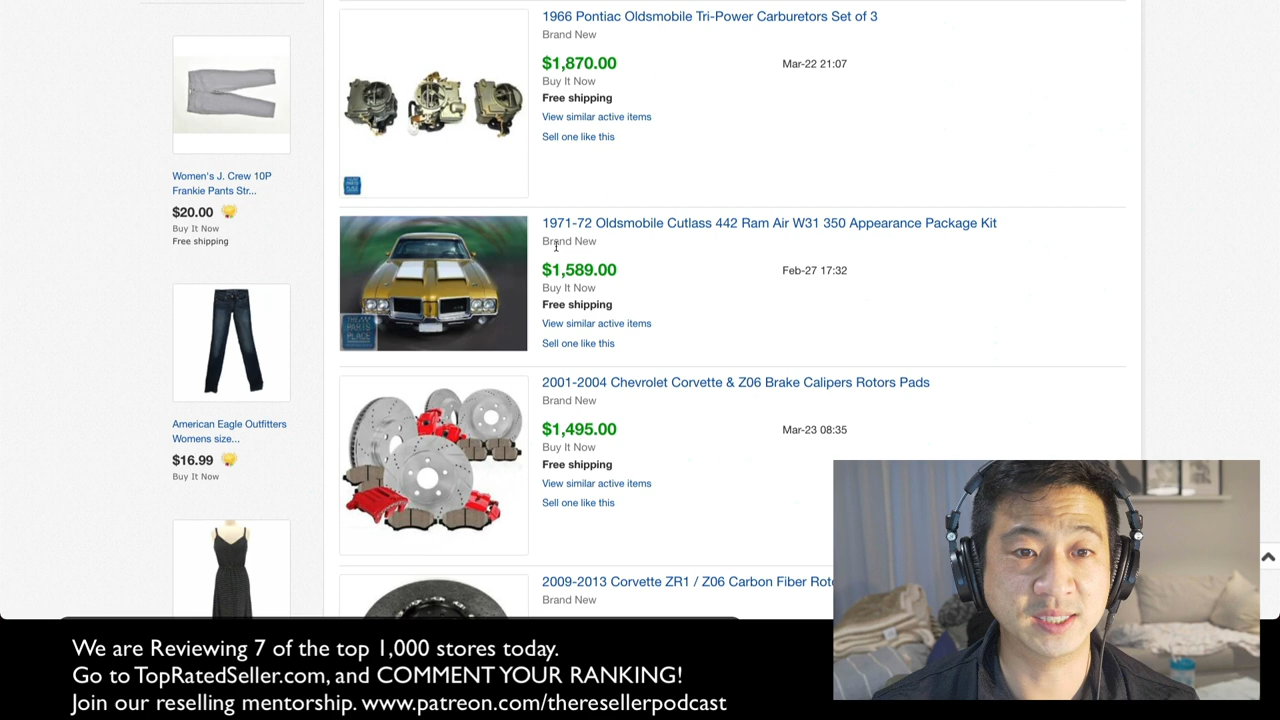 Women's J. Crew 10P
Frankie Pants Str...
$20.00
Buy It Now
Free shipping
American Eagle Outfitters
Womens size...
$16.99
Buy It Now
1966 Pontiac Oldsmobile Tri-Power Carburetors Set of 3
Brand New
$1,870.00
Mar-22 21:07
Buy It Now
Free shipping
View similar active items
Sell one like this
1971-72 Oldsmobile Cutlass 442 Ram Air W31 350 Appearance Package Kit
Brand New
$1,589.00
Feb-27 17:32
Buy It Now
Free shipping
View similar active items
Sell one like this
THE
PARTS
PLACE
2001-2004 Chevrolet Corvette & Z06 Brake Calipers Rotors Pads
Brand New
$1,495.00
Mar-23 08:35
Buy It Now
Free shipping
View similar active items
Sell one like this
2009-2013 Corvette ZR1 / Z06 Carbon Fiber Rot
Brand New
We are Reviewing 7 of the top 1,000 stores today.
Go to TopRatedSeller.com, and COMMENT YOUR RANKING!
Join our reselling mentorship. www.patreon.com/theresellerpodcast